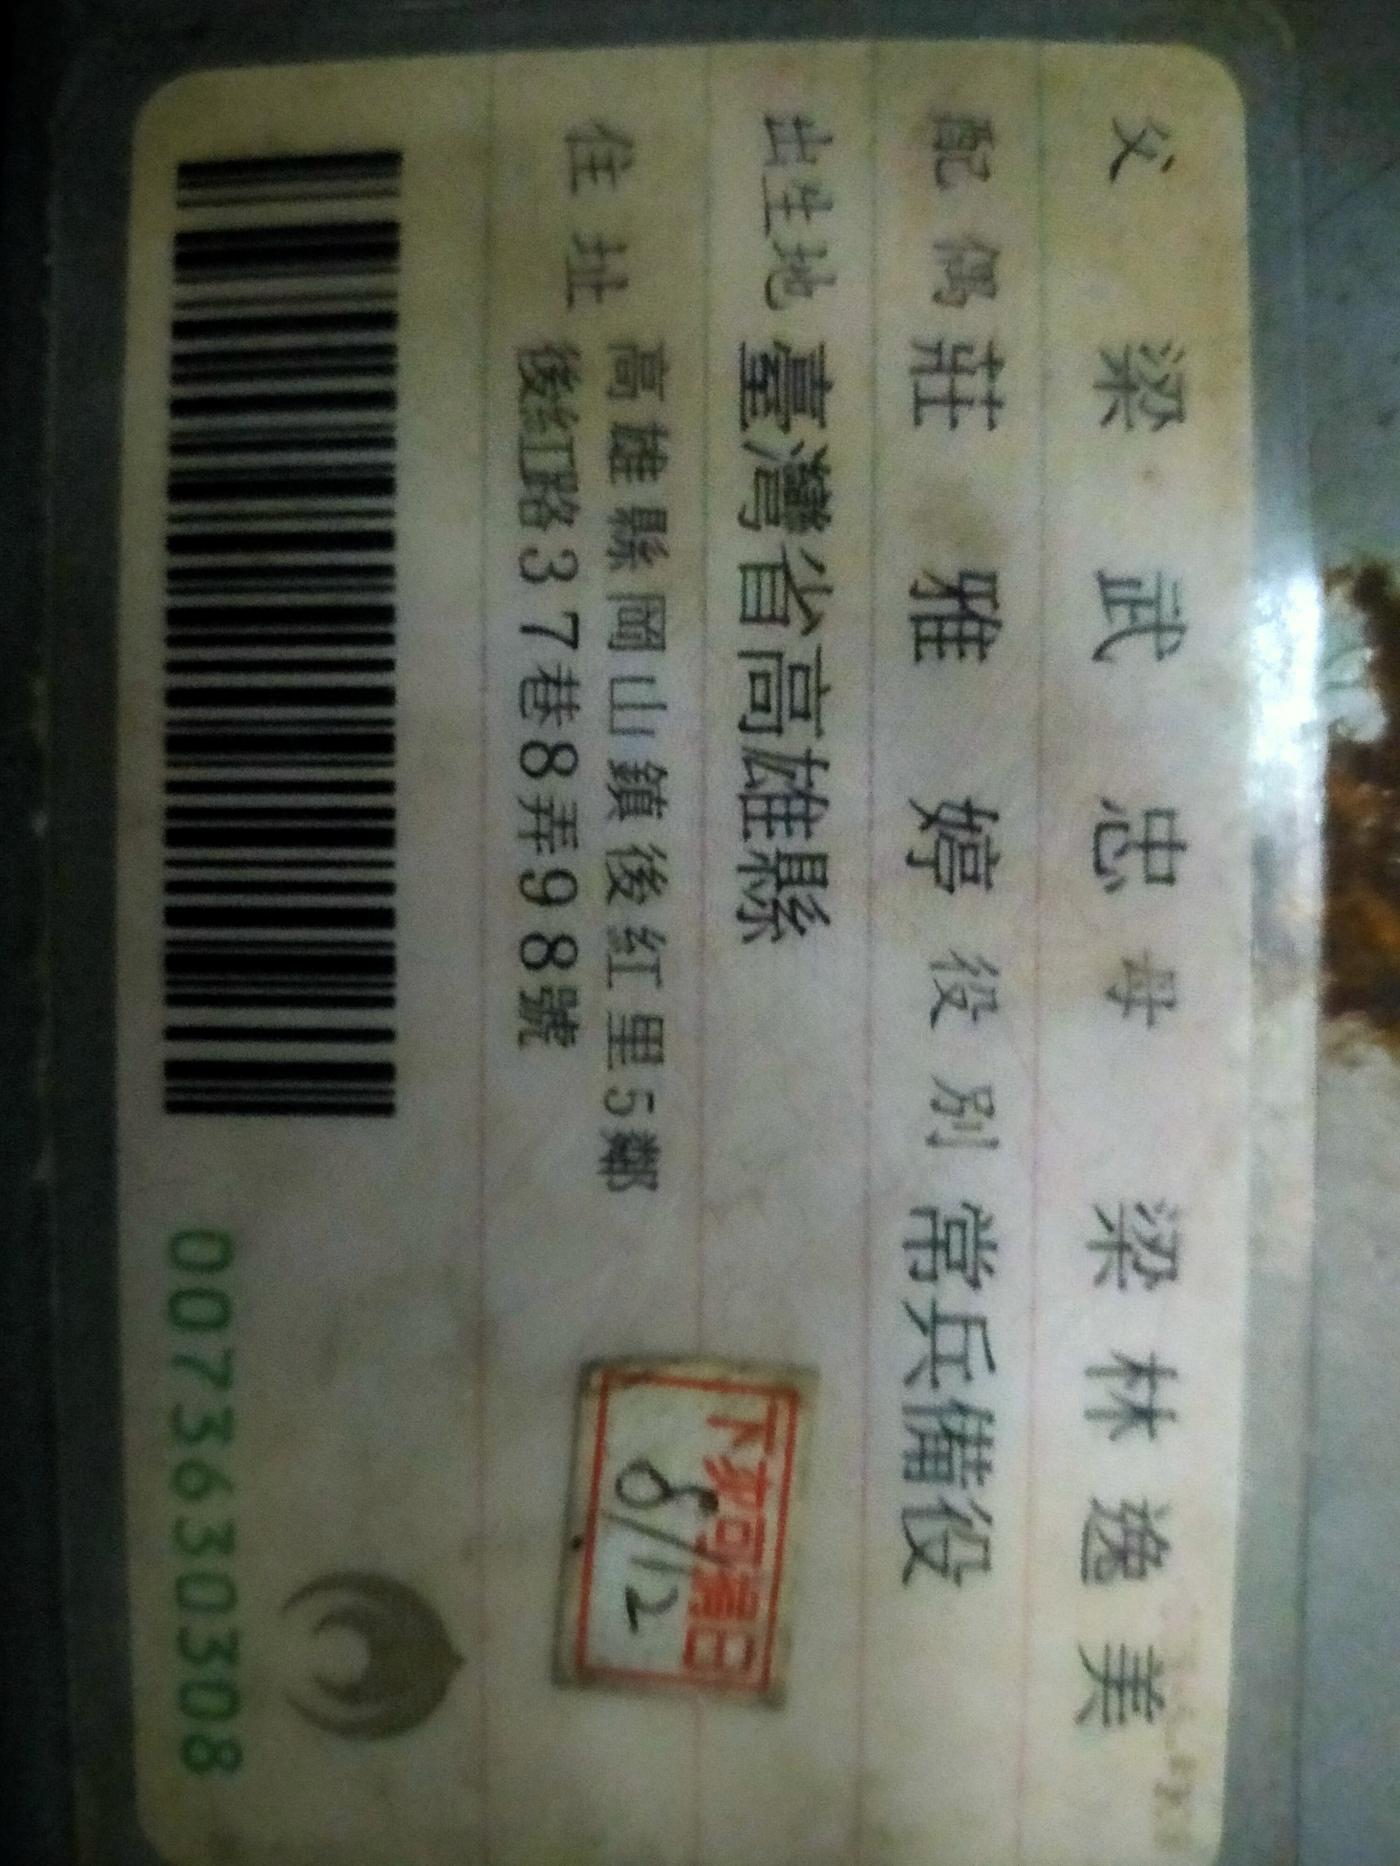 父 梁武忠 母 梁林逸美
配偶 莊雅婷 役別 常兵備役
出生地 臺灣省高雄縣
住址 高雄縣岡山鎮後紅里5鄰
後紅路37巷8弄98號
8/12
0073630308